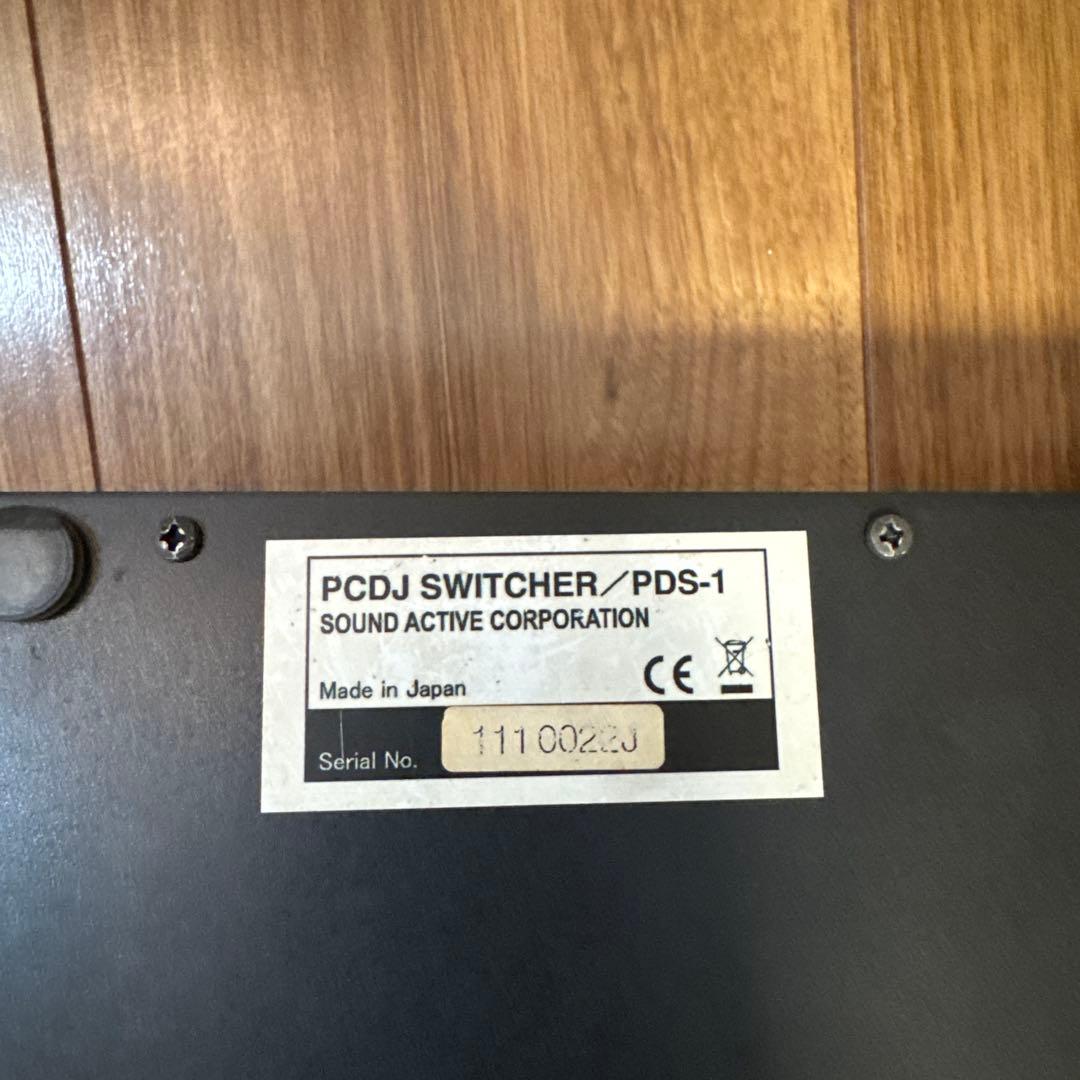 PCDJ SWITCHER／PDS-1
SOUND ACTIVE CORPORATION
Made in Japan
CE
Serial No.